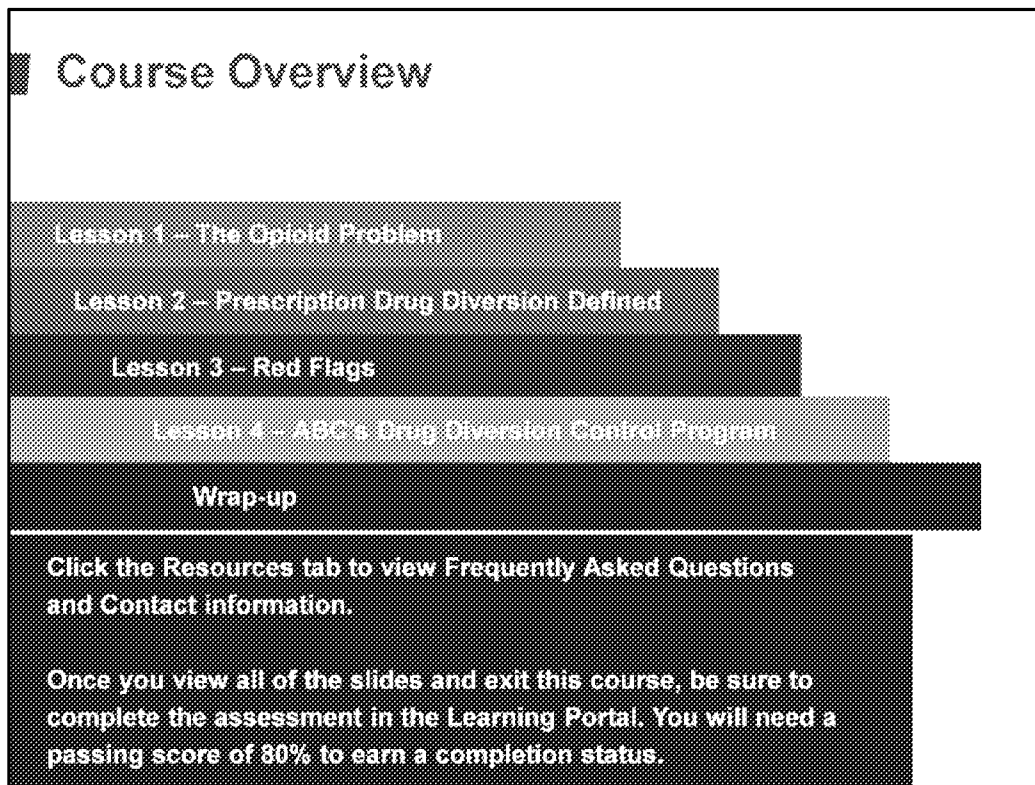 Course Overview
Lesson 1 – The Opioid Problem
Lesson 2 – Prescription Drug Diversion Defined
Lesson 3 – Red Flags
Lesson 4 – ABC's Drug Diversion Control Program
Wrap-up
Click the Resources tab to view Frequently Asked Questions
and Contact information.
Once you view all of the slides and exit this course, be sure to
complete the assessment in the Learning Portal. You will need a
passing score of 80% to earn a completion status.